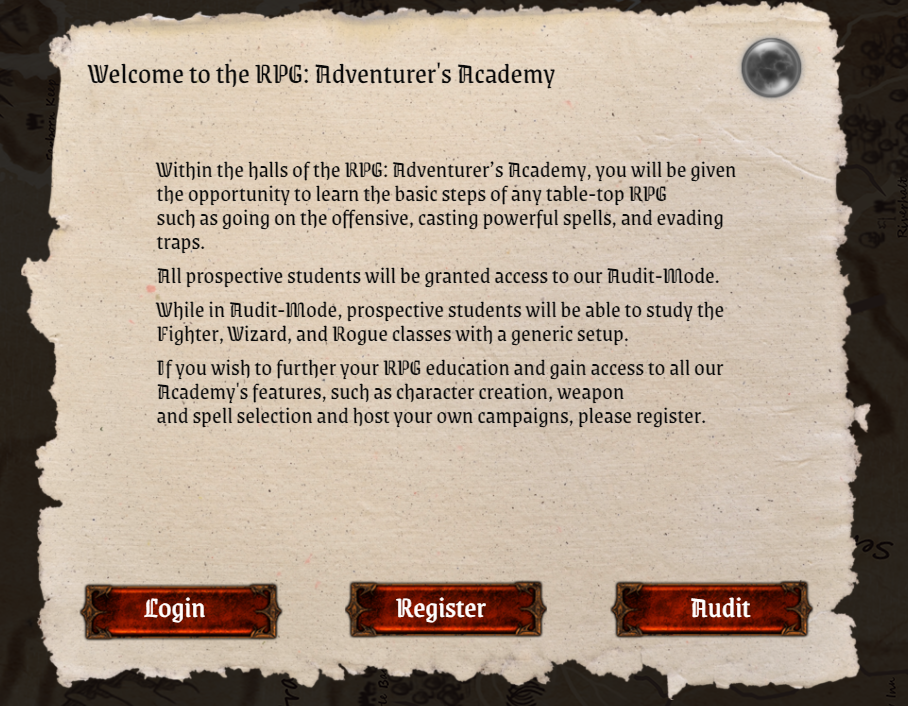 Welcome to the RPG: Adventurer's Academy
Within the halls of the RPG: Adventurer's Academy, you will be given
the opportunity to learn the basic steps of any table-top RPG
such as going on the offensive, casting powerful spells, and evading
traps.
All prospective students will be granted access to our Audit-Mode.
While in Audit-Mode, prospective students will be able to study the
Fighter, Wizard, and Rogue classes with a generic setup.
If you wish to further your RPG education and gain access to all our
Academy's features, such as character creation, weapon
and spell selection and host your own campaigns, please register.
Login
Register
Audit